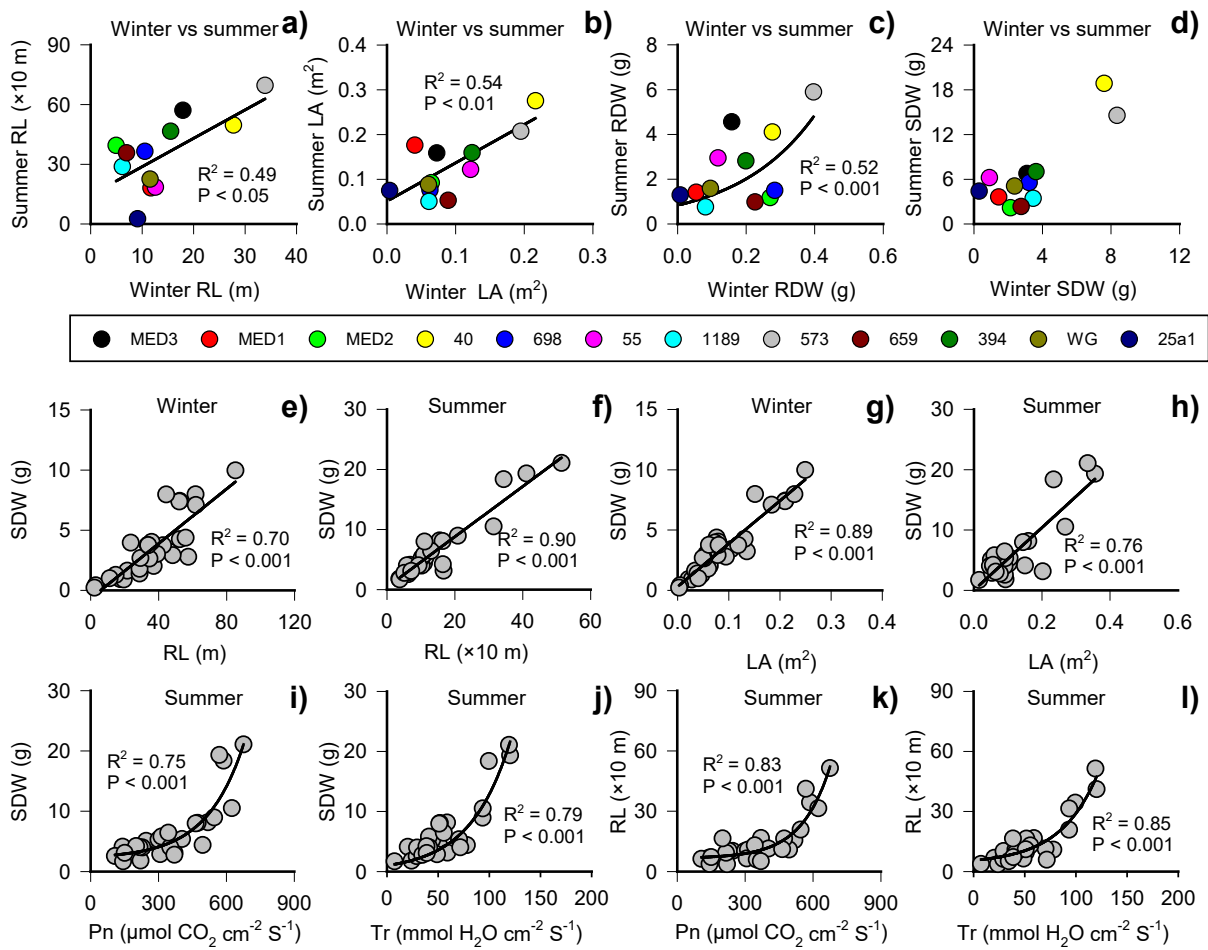 Winter vs summer a)
Summer RL (×10 m)
90
60
30
0
R² = 0.49
P < 0.05
0 10 20 30 40
Winter RL (m)
Winter vs summer b)
Summer LA (m²)
0.4
0.3
0.2
0.1
0.0
R² = 0.54
P < 0.01
0.0 0.1 0.2 0.3
Winter LA (m²)
Winter vs summer c)
Summer RDW (g)
8
6
4
2
0
R² = 0.52
P < 0.001
0.0 0.2 0.4 0.6
Winter RDW (g)
Winter vs summer d)
Summer SDW (g)
24
18
12
6
0
0 4 8 12
Winter SDW (g)
MED3 MED1 MED2 40 698 55 1189 573 659 394 WG 25a1
Winter e)
SDW (g)
15
10
5
0
R² = 0.70
P < 0.001
0 40 80 120
RL (m)
Summer f)
SDW (g)
30
20
10
0
R² = 0.90
P < 0.001
0 20 40 60
RL (×10 m)
Winter g)
SDW (g)
15
10
5
0
R² = 0.89
P < 0.001
0.0 0.1 0.2 0.3 0.4
LA (m²)
Summer h)
SDW (g)
30
20
10
0
R² = 0.76
P < 0.001
0.0 0.2 0.4 0.6
LA (m²)
Summer i)
SDW (g)
30
20
10
0
R² = 0.75
P < 0.001
0 300 600 900
Pn (µmol CO₂ cm⁻² S⁻¹)
Summer j)
SDW (g)
30
20
10
0
R² = 0.79
P < 0.001
0 50 100 150
Tr (mmol H₂O cm⁻² S⁻¹)
Summer k)
RL (×10 m)
90
60
30
0
R² = 0.83
P < 0.001
0 300 600 900
Pn (µmol CO₂ cm⁻² S⁻¹)
Summer l)
RL (×10 m)
90
60
30
0
R² = 0.85
P < 0.001
0 50 100 150 200
Tr (mmol H₂O cm⁻² S⁻¹)